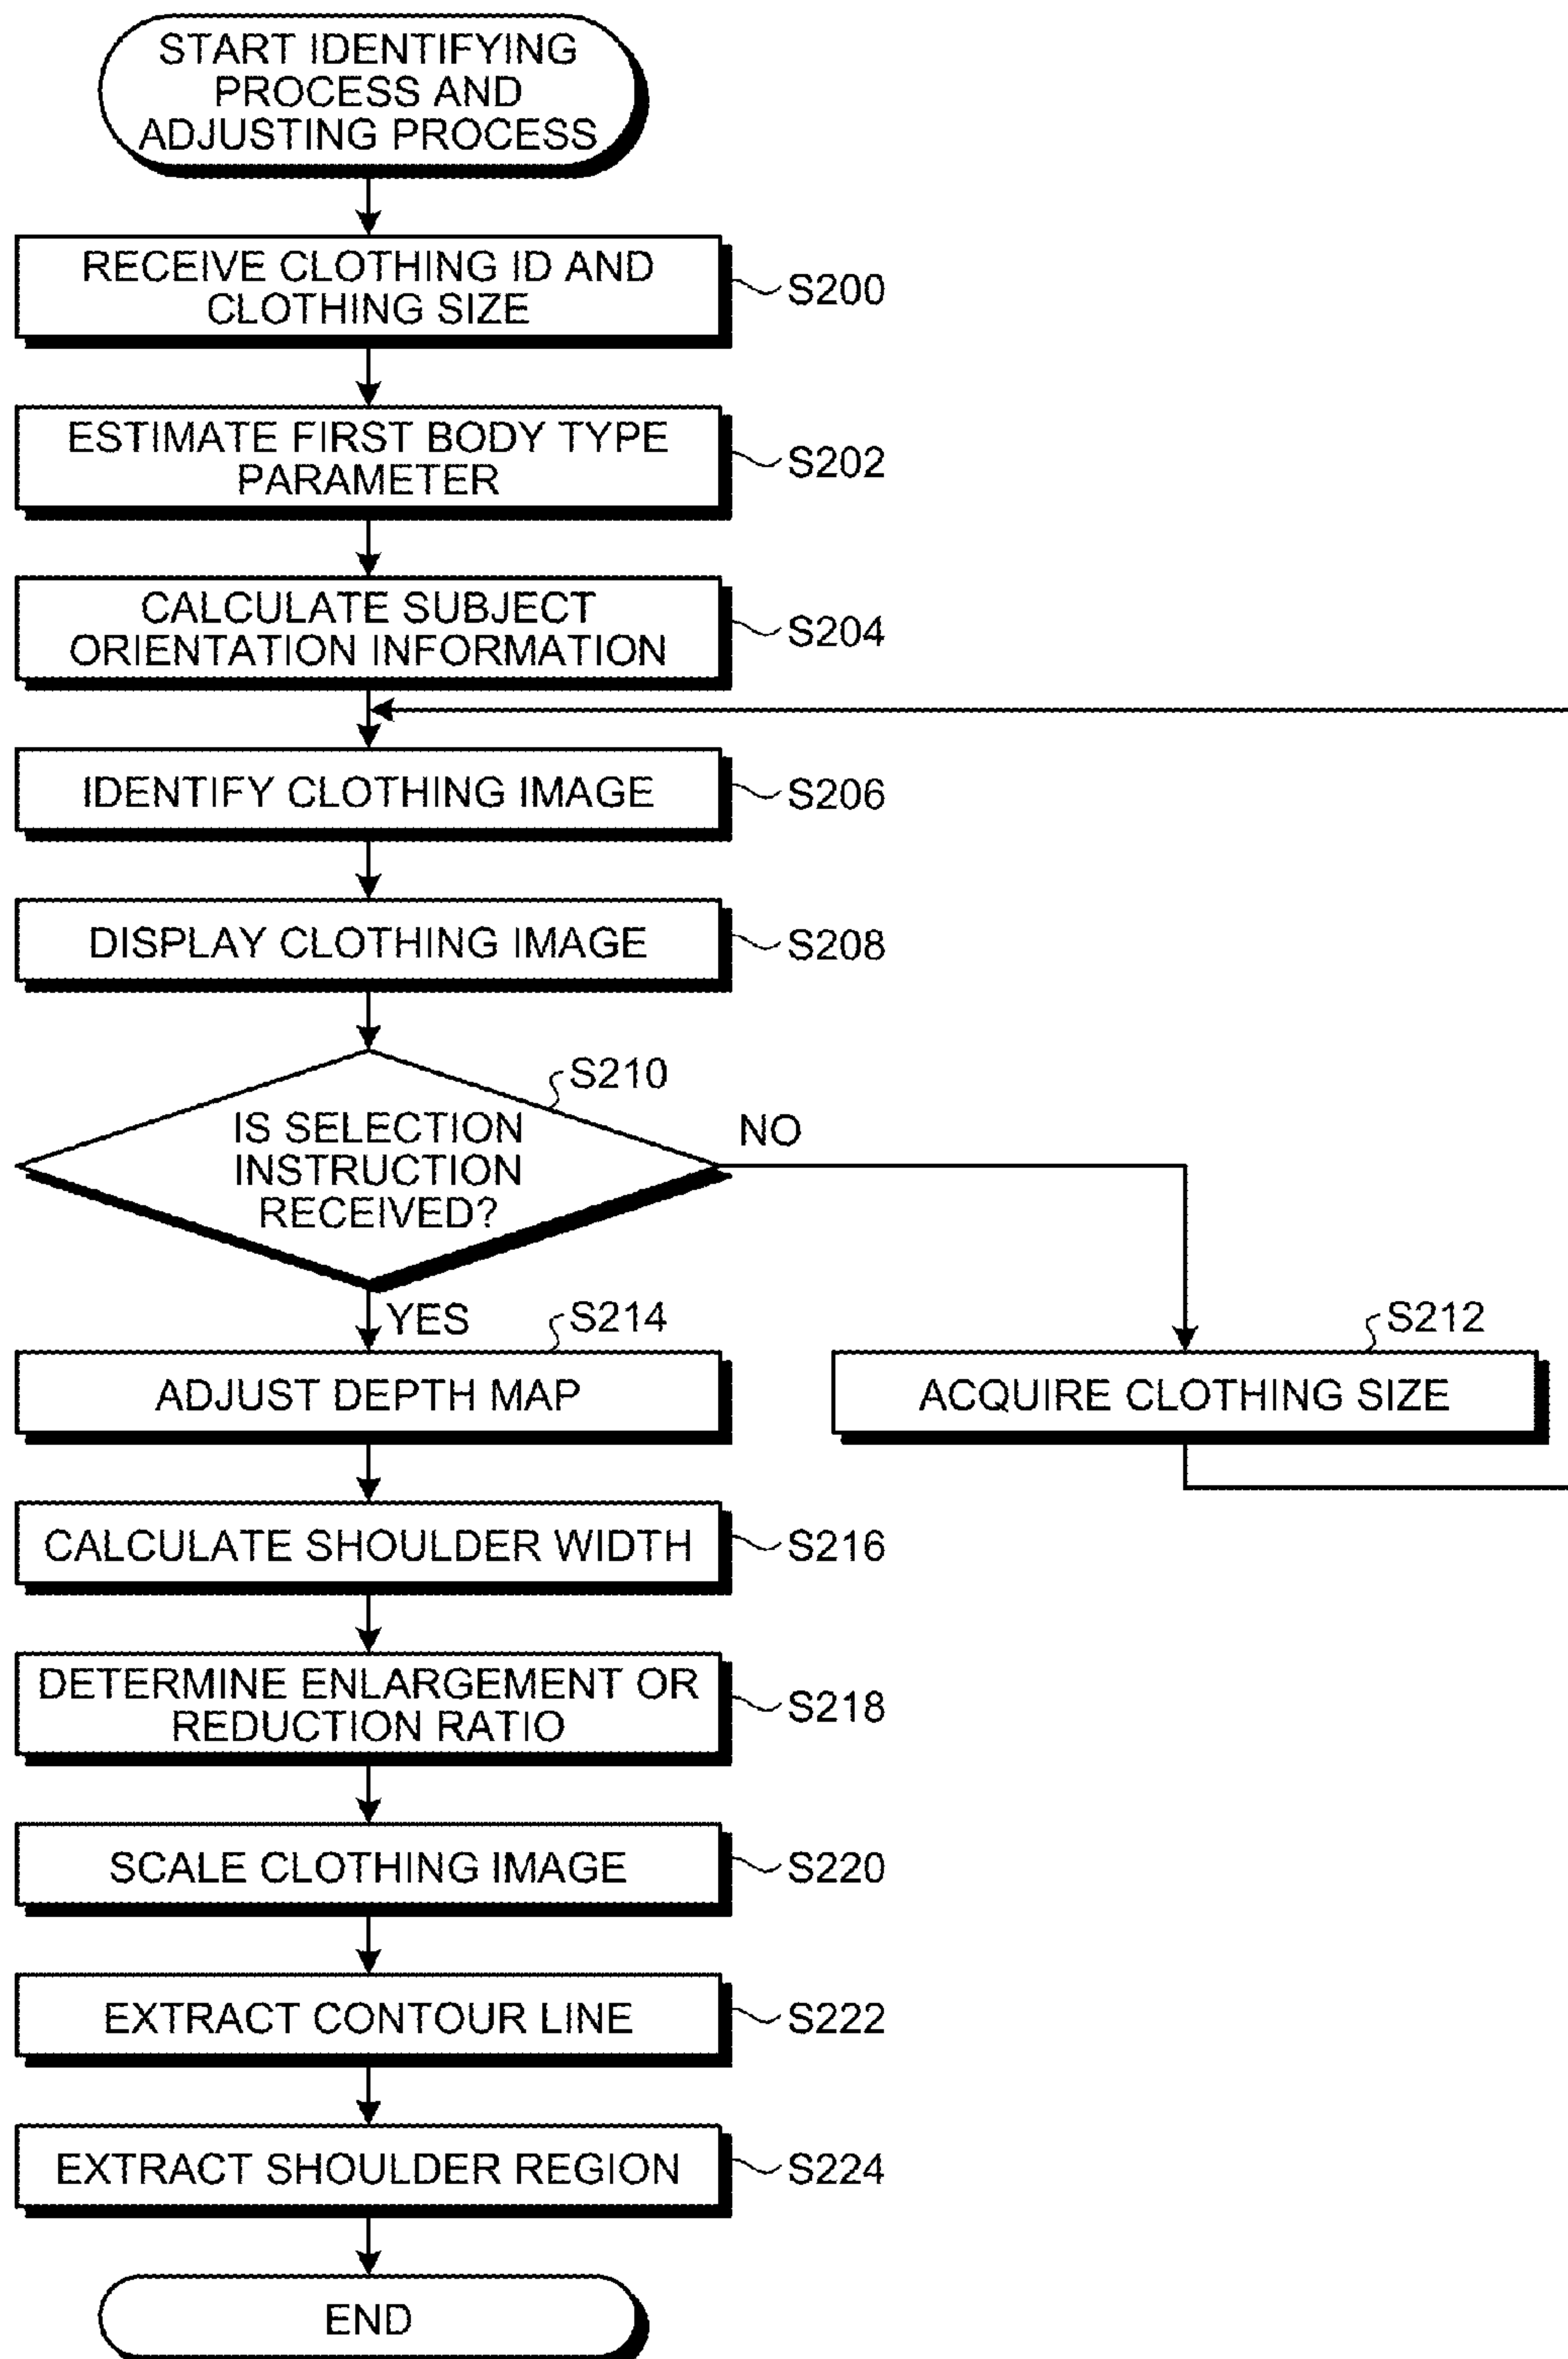 START IDENTIFYING
PROCESS AND
ADJUSTING PROCESS
RECEIVE CLOTHING ID AND
CLOTHING SIZE
S200
ESTIMATE FIRST BODY TYPE
PARAMETER
S202
CALCULATE SUBJECT
ORIENTATION INFORMATION
S204
IDENTIFY CLOTHING IMAGE
S206
DISPLAY CLOTHING IMAGE
S208
S210
IS SELECTION
INSTRUCTION
RECEIVED?
NO
YES
S214
ADJUST DEPTH MAP
S212
ACQUIRE CLOTHING SIZE
CALCULATE SHOULDER WIDTH
S216
DETERMINE ENLARGEMENT OR
REDUCTION RATIO
S218
SCALE CLOTHING IMAGE
S220
EXTRACT CONTOUR LINE
S222
EXTRACT SHOULDER REGION
S224
END